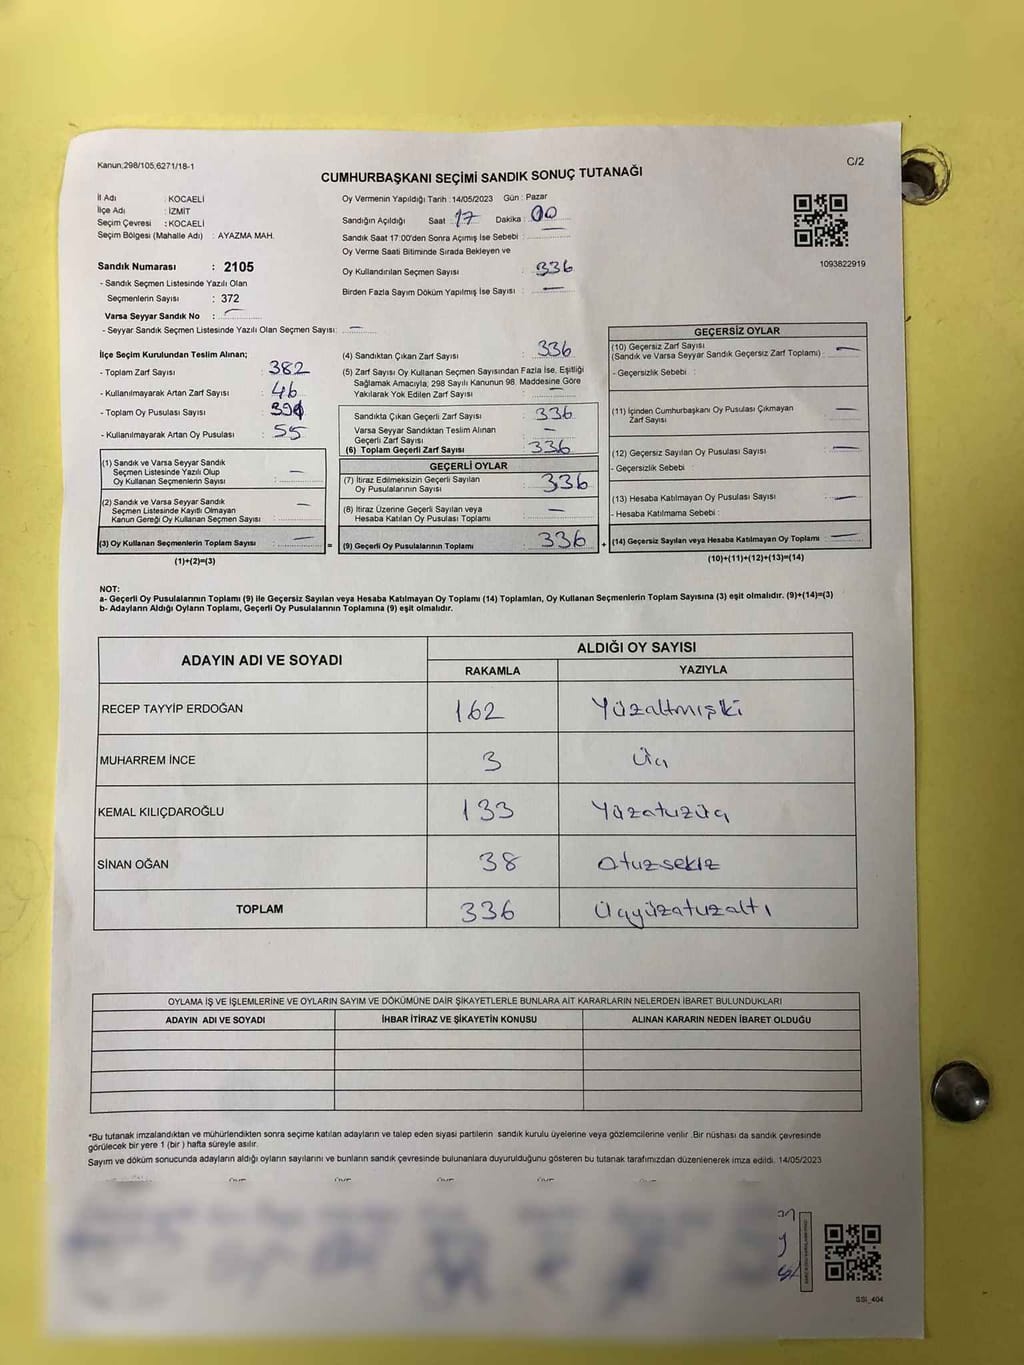 Kanun,298/105,6271/18-1
C/2
CUMHURBAŞKANI SEÇİMİ SANDIK SONUÇ TUTANAĞI
İl Adı : KOCAELİ
İlçe Adı : İZMİT
Seçim Çevresi : KOCAELİ
Seçim Bölgesi (Mahalle Adı) : AYAZMA MAH.
Sandık Numarası : 2105
- Sandık Seçmen Listesinde Yazılı Olan
Seçmenlerin Sayısı : 372
Varsa Seyyar Sandık No : —
- Seyyar Sandık Seçmen Listesinde Yazılı Olan Seçmen Sayısı: —
Oy Vermenin Yapıldığı Tarih :14/05/2023 Gün : Pazar
Sandığın Açıldığı Saat : 17 Dakika : 00
Sandık Saat 17:00'den Sonra Açımış İse Sebebi : —
Oy Verme Saati Bitiminde Sırada Bekleyen ve
Oy Kullandırılan Seçmen Sayısı : 336
Birden Fazla Sayım Döküm Yapılmış İse Sayısı : —
1093822919
İlçe Seçim Kurulundan Teslim Alınan;
- Toplam Zarf Sayısı : 382
- Kullanılmayarak Artan Zarf Sayısı : 46
- Toplam Oy Pusulası Sayısı :
- Kullanılmayarak Artan Oy Pusulası : 55
(1) Sandık ve Varsa Seyyar Sandık
Seçmen Listesinde Yazılı Olup
Oy Kullanan Seçmenlerin Sayısı : —
(2) Sandık ve Varsa Seyyar Sandık
Seçmen Listesinde Kayıtlı Olmayan
Kanun Gereği Oy Kullanan Seçmen Sayısı : —
(3) Oy Kullanan Seçmenlerin Toplam Sayısı : —
(1)+(2)=(3)
=
(4) Sandıktan Çıkan Zarf Sayısı : 336
(5) Zarf Sayısı Oy Kullanan Seçmen Sayısından Fazla İse, Eşitliği
Sağlamak Amacıyla; 298 Sayılı Kanunun 98. Maddesine Göre
Yakılarak Yok Edilen Zarf Sayısı : —
Sandıkta Çıkan Geçerli Zarf Sayısı : 336
Varsa Seyyar Sandıktan Teslim Alınan
Geçerli Zarf Sayısı : —
(6) Toplam Geçerli Zarf Sayısı : 336
GEÇERLİ OYLAR
(7) İtiraz Edilmeksizin Geçerli Sayılan
Oy Pusulalarının Sayısı : 336
(8) İtiraz Üzerine Geçerli Sayılan veya
Hesaba Katılan Oy Pusulası Toplamı : —
(9) Geçerli Oy Pusulalarının Toplamı : 336
+
GEÇERSİZ OYLAR
(10) Geçersiz Zarf Sayısı
(Sandık ve Varsa Seyyar Sandık Geçersiz Zarf Toplamı) : —
- Geçersizlik Sebebi :
(11) İçinden Cumhurbaşkanı Oy Pusulası Çıkmayan
Zarf Sayısı : —
(12) Geçersiz Sayılan Oy Pusulası Sayısı : —
- Geçersizlik Sebebi :
(13) Hesaba Katılmayan Oy Pusulası Sayısı : —
- Hesaba Katılmama Sebebi :
(14) Geçersiz Sayılan veya Hesaba Katılmayan Oy Toplamı : —
(10)+(11)+(12)+(13)=(14)
NOT:
a- Geçerli Oy Pusulalarının Toplamı (9) ile Geçersiz Sayılan veya Hesaba Katılmayan Oy Toplamı (14) Toplamları, Oy Kullanan Seçmenlerin Toplam Sayısına (3) eşit olmalıdır. (9)+(14)=(3)
b- Adayların Aldığı Oyların Toplamı, Geçerli Oy Pusulalarının Toplamına (9) eşit olmalıdır.
ADAYIN ADI VE SOYADI ALDIĞI OY SAYISI
RAKAMLA YAZIYLA
RECEP TAYYİP ERDOĞAN 162 Yüzaltmışki
MUHARREM İNCE 3 Üç
KEMAL KILIÇDAROĞLU 133 Yüzotuzüç
SİNAN OĞAN 38 Otuzsekiz
TOPLAM 336 Üçyüzotuzaltı
OYLAMA İŞ VE İŞLEMLERİNE VE OYLARIN SAYIM VE DÖKÜMÜNE DAİR ŞİKAYETLERLE BUNLARA AİT KARARLARIN NELERDEN İBARET BULUNDUKLARI
ADAYIN ADI VE SOYADI İHBAR İTİRAZ VE ŞİKAYETİN KONUSU ALINAN KARARIN NEDEN İBARET OLDUĞU
*Bu tutanak imzalandıktan ve mühürlendikten sonra seçime katılan adayların ve talep eden siyasi partilerin sandık kurulu üyelerine veya gözlemcilerine verilir .Bir nüshası da sandık çevresinde
görülecek bir yere 1 (bir ) hafta süreyle asılır.
Sayım ve döküm sonucunda adayların aldığı oyların sayılarını ve bunların sandık çevresinde bulunanlara duyurulduğunu gösteren bu tutanak tarafımızdan düzenlenerek imza edildi. 14/05/2023
SSI_404